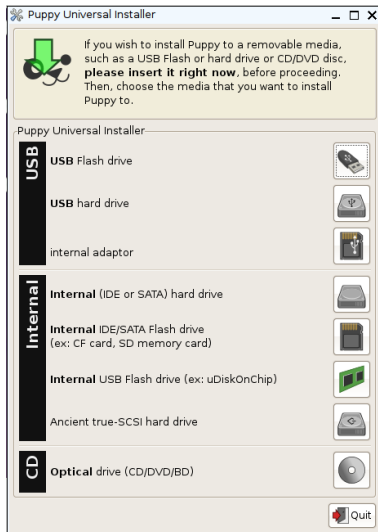 Puppy Universal Installer
If you wish to install Puppy to a removable media,
such as a USB Flash or hard drive or CD/DVD disc,
please insert it right now, before proceeding.
Then, choose the media that you want to install
Puppy to.
Puppy Universal Installer
USB
USB Flash drive
USB hard drive
internal adaptor
Internal
Internal (IDE or SATA) hard drive
Internal IDE/SATA Flash drive
(ex: CF card, SD memory card)
Internal USB Flash drive (ex: uDiskOnChip)
Ancient true-SCSI hard drive
CD
Optical drive (CD/DVD/BD)
Quit